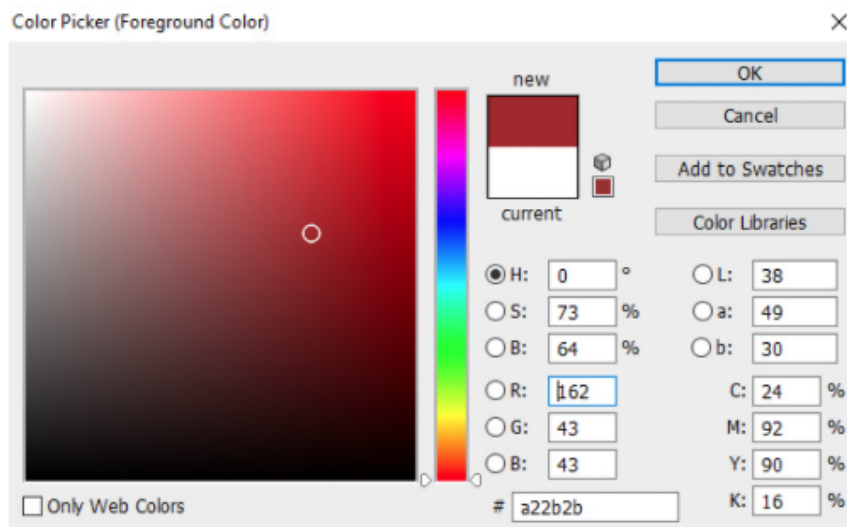 Color Picker (Foreground Color)
new
current
OK
Cancel
Add to Swatches
Color Libraries
H: 0 °
S: 73 %
B: 64 %
R: 162
G: 43
B: 43
# a22b2b
L: 38
a: 49
b: 30
C: 24 %
M: 92 %
Y: 90 %
K: 16 %
Only Web Colors